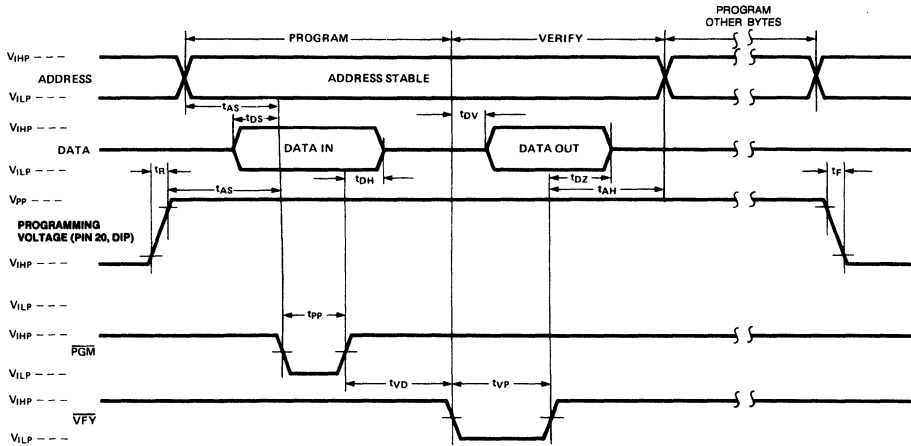 PROGRAM
OTHER BYTES
PROGRAM
VERIFY
VIHP
ADDRESS
ADDRESS STABLE
VILP
tAS
tDS
tDV
VIHP
DATA
DATA IN
DATA OUT
VILP
tR
tDH
tDZ
tF
tAS
tAH
VPP
PROGRAMMING
VOLTAGE (PIN 20, DIP)
VIHP
VILP
tPP
VIHP
PGM
VILP
tVD
tVP
VIHP
VFY
VILP